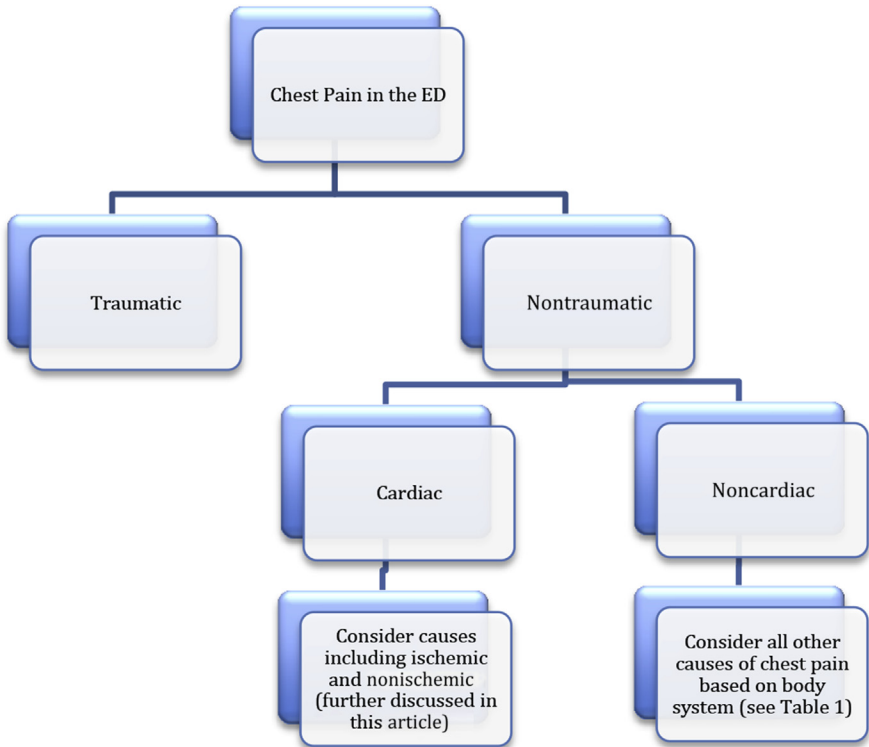 Chest Pain in the ED
Traumatic
Nontraumatic
Cardiac
Noncardiac
Consider causes
including ischemic
and nonischemic
(further discussed in
this article)
Consider all other
causes of chest pain
based on body
system (see Table 1)